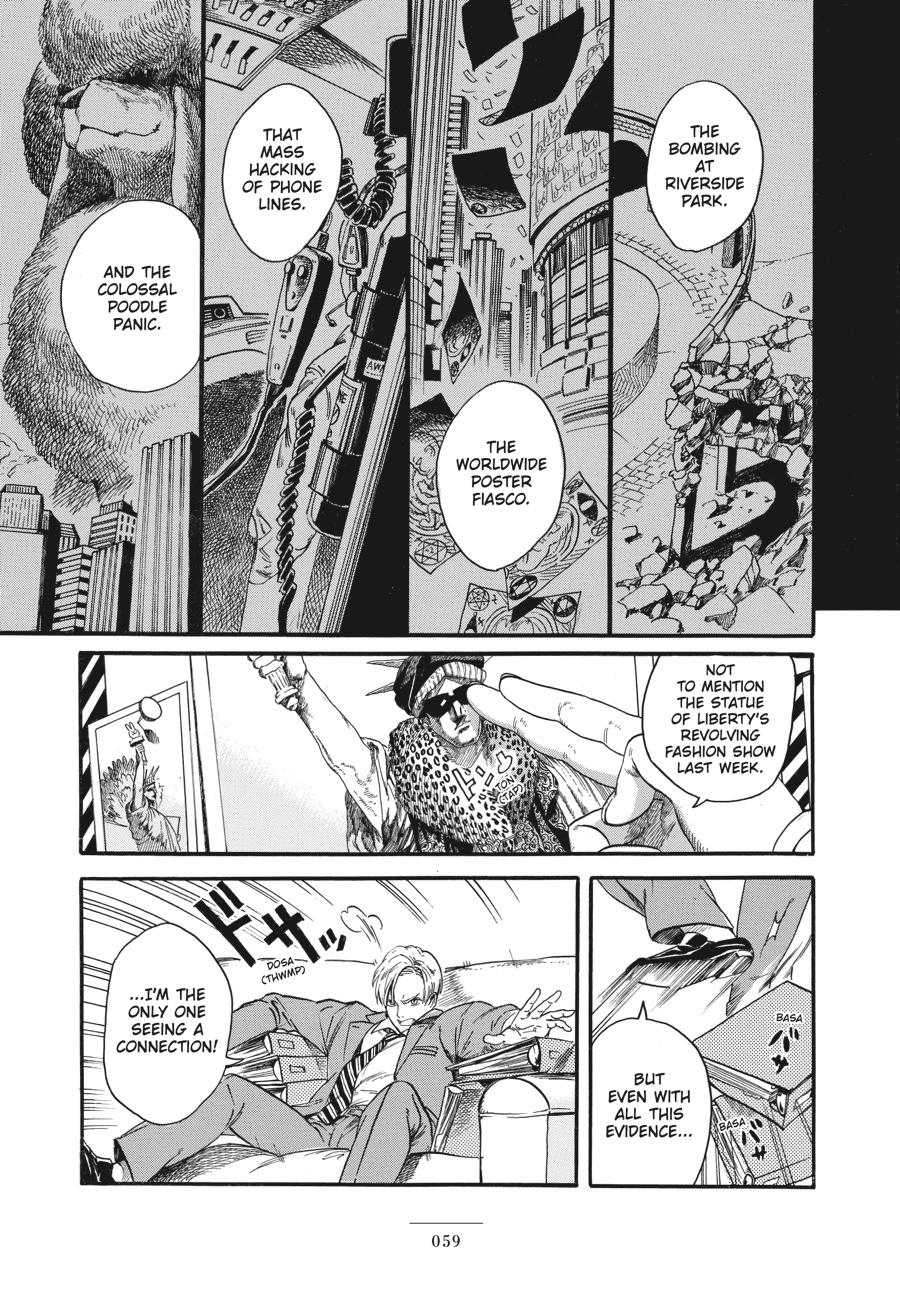 THE
BOMBING
AT
RIVERSIDE
PARK.
THE
WORLDWIDE
POSTER
FIASCO.
THAT
MASS
HACKING
OF PHONE
LINES.
AND THE
COLOSSAL
POODLE
PANIC.
NOT
TO MENTION
THE STATUE
OF LIBERTY'S
REVOLVING
FASHION SHOW
LAST WEEK.
トン
TON
(TAP)
BASA
バサ
BASA
バサ
BUT
EVEN WITH
ALL THIS
EVIDENCE...
ドサッ
DOSA
(THWMP)
...I'M THE
ONLY ONE
SEEING A
CONNECTION!
059